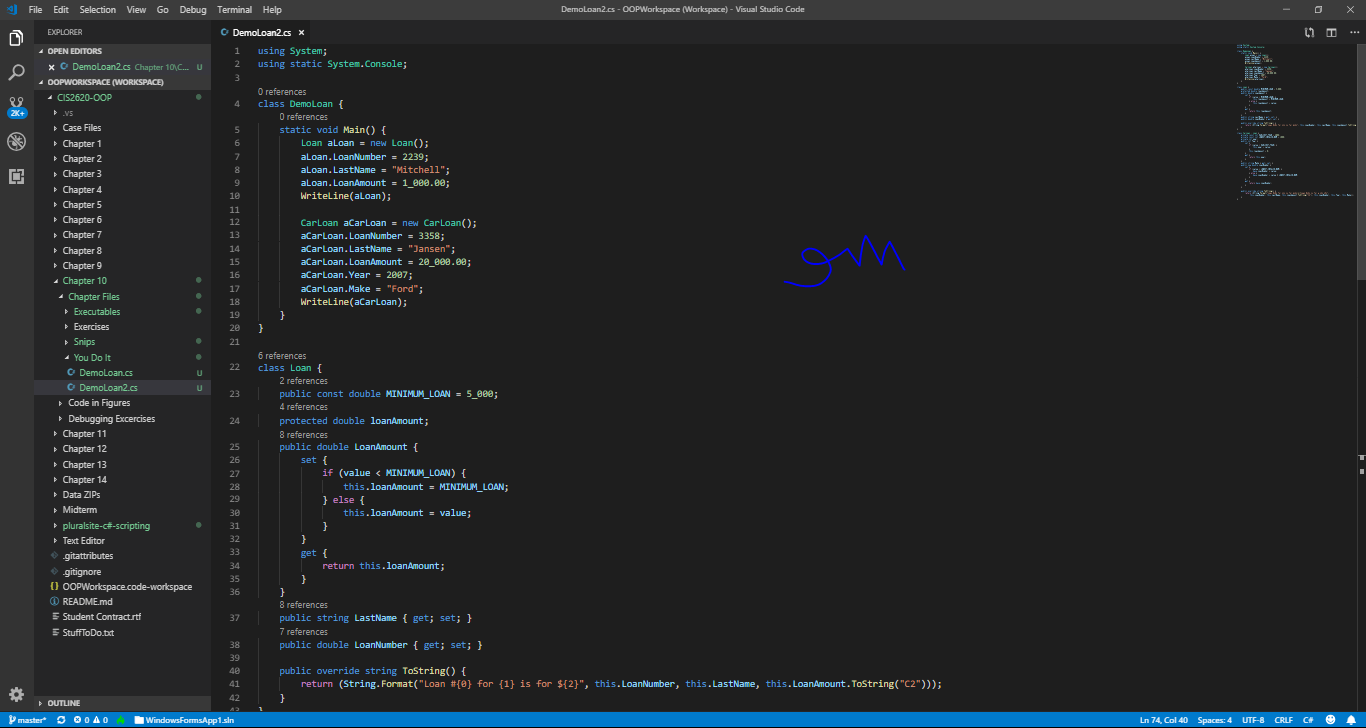 File Edit Selection View Go Debug Terminal Help
DemoLoan2.cs - OOPWorkspace (Workspace) - Visual Studio Code
EXPLORER
OPEN EDITORS
DemoLoan2.cs Chapter 10\C... U
OOPWORKSPACE (WORKSPACE)
CIS2620-OOP
.vs
Case Files
Chapter 1
Chapter 2
Chapter 3
Chapter 4
Chapter 5
Chapter 6
Chapter 7
Chapter 8
Chapter 9
Chapter 10
Chapter Files
Executables
Exercises
Snips
You Do It
DemoLoan.cs U
DemoLoan2.cs U
Code in Figures
Debugging Excercises
Chapter 11
Chapter 12
Chapter 13
Chapter 14
Data ZIPs
Midterm
pluralsite-c#-scripting
Text Editor
.gitattributes
.gitignore
OOPWorkspace.code-workspace
README.md
Student Contract.rtf
StuffToDo.txt
OUTLINE
2K+
DemoLoan2.cs
1 using System;
2 using static System.Console;
3
0 references
4 class DemoLoan {
0 references
5 static void Main() {
6 Loan aLoan = new Loan();
7 aLoan.LoanNumber = 2239;
8 aLoan.LastName = "Mitchell";
9 aLoan.LoanAmount = 1_000.00;
10 WriteLine(aLoan);
11
12 CarLoan aCarLoan = new CarLoan();
13 aCarLoan.LoanNumber = 3358;
14 aCarLoan.LastName = "Jansen";
15 aCarLoan.LoanAmount = 20_000.00;
16 aCarLoan.Year = 2007;
17 aCarLoan.Make = "Ford";
18 WriteLine(aCarLoan);
19 }
20 }
21
6 references
22 class Loan {
2 references
23 public const double MINIMUM_LOAN = 5_000;
4 references
24 protected double loanAmount;
8 references
25 public double LoanAmount {
26 set {
27 if (value < MINIMUM_LOAN) {
28 this.loanAmount = MINIMUM_LOAN;
29 } else {
30 this.loanAmount = value;
31 }
32 }
33 get {
34 return this.loanAmount;
35 }
36 }
8 references
37 public string LastName { get; set; }
7 references
38 public double LoanNumber { get; set; }
39
40 public override string ToString() {
41 return (String.Format("Loan #{0} for {1} is for ${2}", this.LoanNumber, this.LastName, this.LoanAmount.ToString("C2")));
42 }
43 }
master* 0 0 WindowsFormsApp1.sln
Ln 74, Col 40 Spaces: 4 UTF-8 CRLF C#